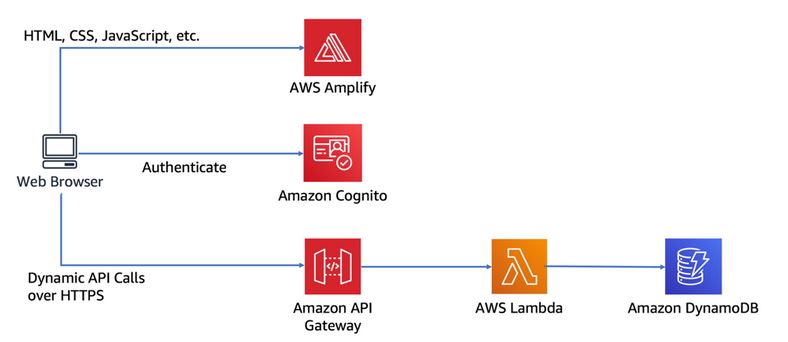 HTML, CSS, JavaScript, etc.
AWS Amplify
Web Browser
Authenticate
Amazon Cognito
Dynamic API Calls
over HTTPS
Amazon API
Gateway
AWS Lambda
Amazon DynamoDB